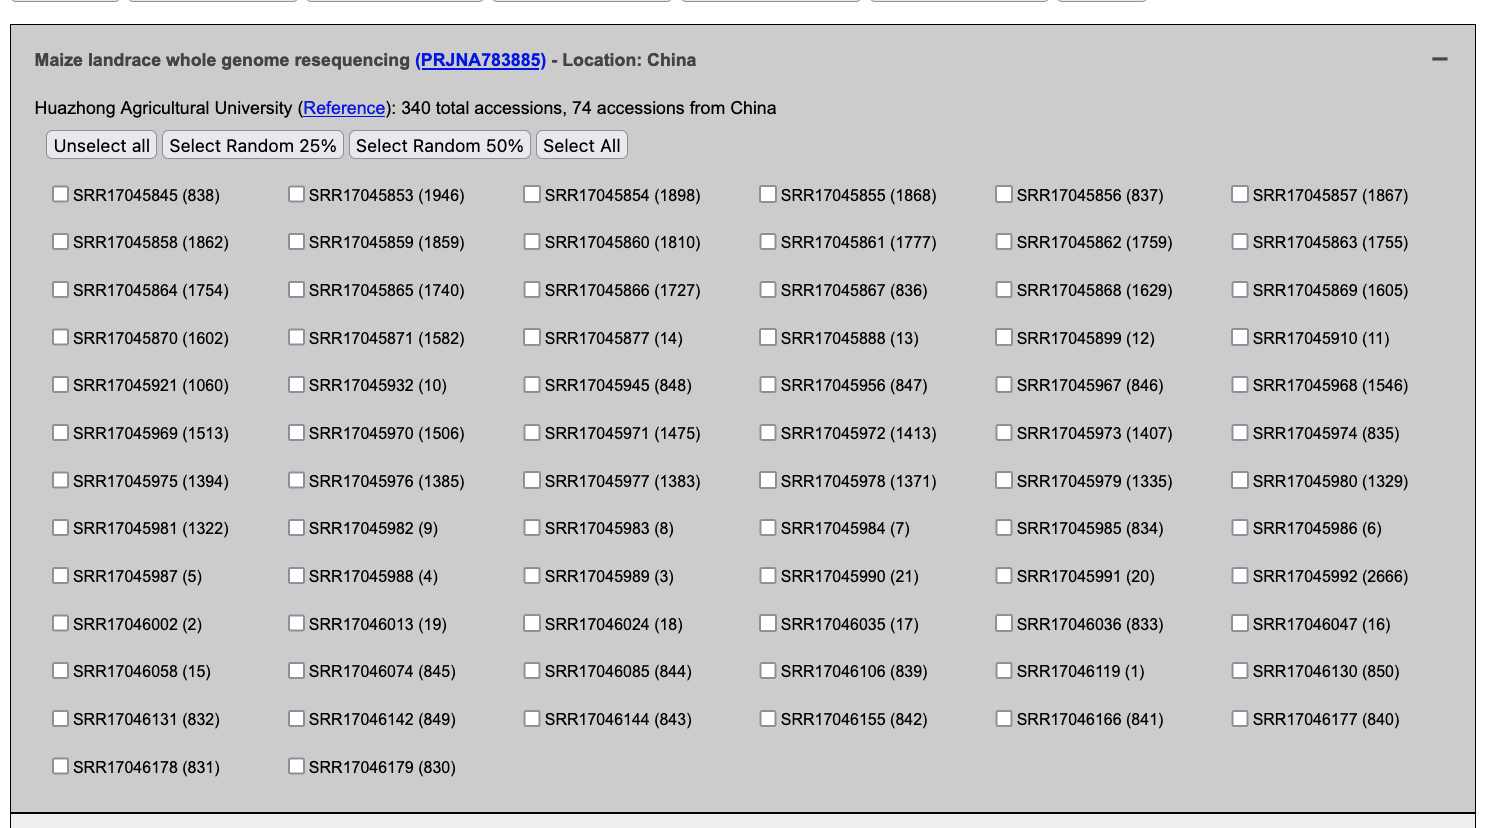 Maize landrace whole genome resequencing (PRJNA783885) - Location: China
Huazhong Agricultural University (Reference): 340 total accessions, 74 accessions from China
Unselect all Select Random 25% Select Random 50% Select All
SRR17045845 (838) SRR17045853 (1946) SRR17045854 (1898) SRR17045855 (1868) SRR17045856 (837) SRR17045857 (1867)
SRR17045858 (1862) SRR17045859 (1859) SRR17045860 (1810) SRR17045861 (1777) SRR17045862 (1759) SRR17045863 (1755)
SRR17045864 (1754) SRR17045865 (1740) SRR17045866 (1727) SRR17045867 (836) SRR17045868 (1629) SRR17045869 (1605)
SRR17045870 (1602) SRR17045871 (1582) SRR17045877 (14) SRR17045888 (13) SRR17045899 (12) SRR17045910 (11)
SRR17045921 (1060) SRR17045932 (10) SRR17045945 (848) SRR17045956 (847) SRR17045967 (846) SRR17045968 (1546)
SRR17045969 (1513) SRR17045970 (1506) SRR17045971 (1475) SRR17045972 (1413) SRR17045973 (1407) SRR17045974 (835)
SRR17045975 (1394) SRR17045976 (1385) SRR17045977 (1383) SRR17045978 (1371) SRR17045979 (1335) SRR17045980 (1329)
SRR17045981 (1322) SRR17045982 (9) SRR17045983 (8) SRR17045984 (7) SRR17045985 (834) SRR17045986 (6)
SRR17045987 (5) SRR17045988 (4) SRR17045989 (3) SRR17045990 (21) SRR17045991 (20) SRR17045992 (2666)
SRR17046002 (2) SRR17046013 (19) SRR17046024 (18) SRR17046035 (17) SRR17046036 (833) SRR17046047 (16)
SRR17046058 (15) SRR17046074 (845) SRR17046085 (844) SRR17046106 (839) SRR17046119 (1) SRR17046130 (850)
SRR17046131 (832) SRR17046142 (849) SRR17046144 (843) SRR17046155 (842) SRR17046166 (841) SRR17046177 (840)
SRR17046178 (831) SRR17046179 (830)